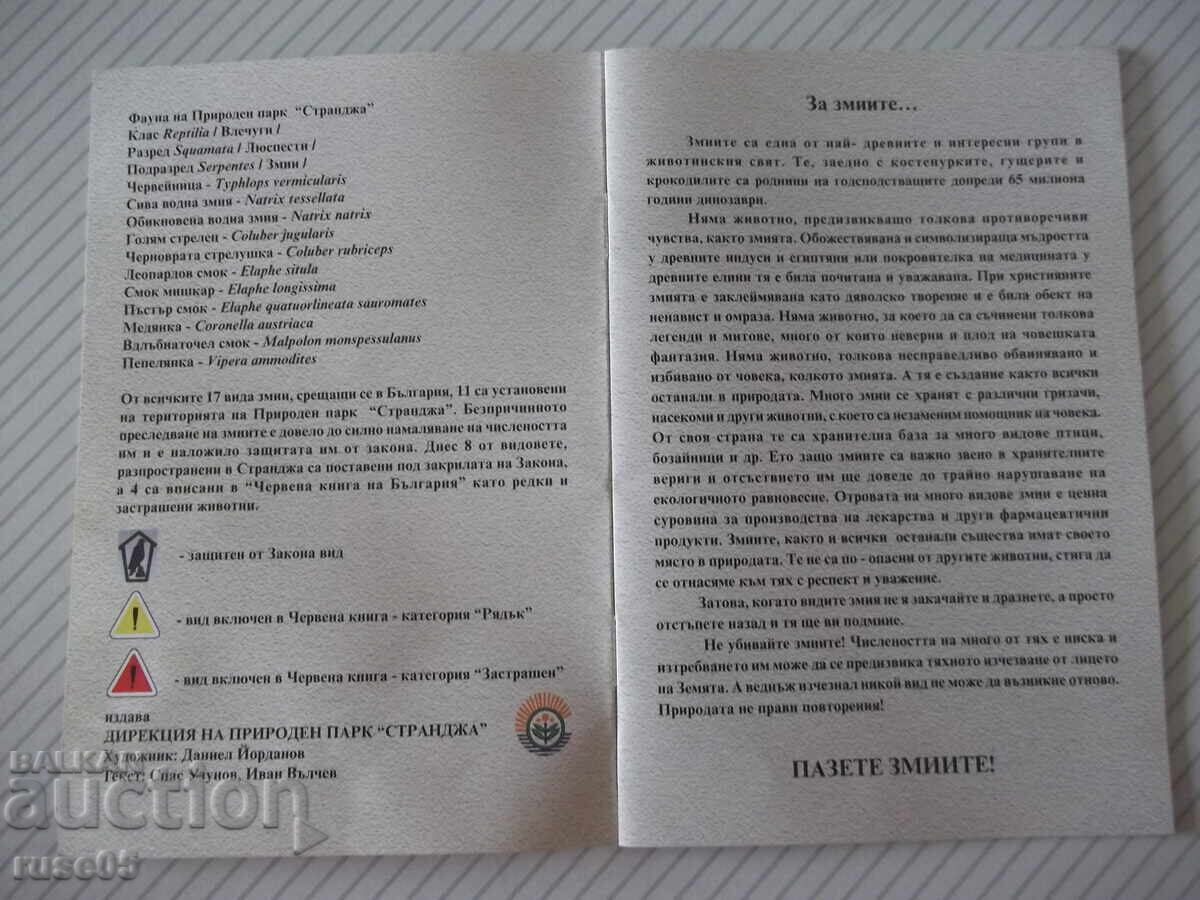 Фауна на Природен парк “Странджа”
Клас Reptilia / Влечуги /
Разред Squamata / Люспести /
Подразред Serpentes / Змии /
Червейница - Typhlops vermicularis
Сива водна змия - Natrix tessellata
Обикновена водна змия - Natrix natrix
Голям стрелец - Coluber jugularis
Черноврата стрелушка - Coluber rubriceps
Леопардов смок - Elaphe situla
Смок мишкар - Elaphe longissima
Пъстър смок - Elaphe quatuorlineata sauromates
Медянка - Coronella austriaca
Вдлъбначоел смок - Malpolon monspessulanus
Пепелянка - Vipera ammodites
От всичките 17 вида змии, срещащи се в България, 11 са установени
на територията на Природен парк “Странджа”. Безпричинното
преследване на змиите е довело до силно намаляване на числеността
им и е наложило защитата им от закона. Днес 8 от видовете,
разпространени в Странджа са поставени под закрилата на Закона,
а 4 са вписани в “Червена книга на България” като редки и
застрашени животни.
- защитен от Закона вид
- вид включен в Червена книга - категория “Рядък”
- вид включен в Червена книга - категория “Застрашен”
издава
ДИРЕКЦИЯ НА ПРИРОДЕН ПАРК “СТРАНДЖА”
Художник: Даниел Йорданов
Текст: Спас Узунов, Иван Вълчев
За змиите...
Змиите са една от най- древните и интересни групи в
животинския свят. Те, заедно с костенурките, гущерите и
крокодилите са роднини на господстващите допреди 65 милиона
години динозаври.
Няма животно, предизвикващо толкова противоречиви
чувства, както змията. Обожествявана и символизираща мъдростта
у древните индуси и египтяни или покровителка на медицината у
древните елини тя е била почитана и уважавана. При християните
змията е заклеймявана като дяволско творение и е била обект на
ненавист и омраза. Няма животно, за което да са съчинени толкова
легенди и митове, много от които неверни и плод на човешката
фантазия. Няма животно, толкова несправедливо обвинявано и
избивано от човека, колкото змията. А тя е създание както всички
останали в природата. Много змии се хранят с различни гризачи,
насекоми и други животни, с което са незаменим помощник на човека.
От своя страна те са хранителна база за много видове птици,
бозайници и др. Ето защо змиите са важно звено в хранителните
вериги и отсъствието им ще доведе до трайно нарушаване на
екологичното равновесие. Отровата на много видове змии е ценна
суровина за производства на лекарства и други фармацевтични
продукти. Змиите, както и всички останали същества имат своето
място в природата. Те не са по - опасни от другите животни, стига да
се отнасяме към тях с респект и уважение.
Затова, когато видите змия не я закачайте и дразнете, а просто
отстъпете назад и тя ще ви подмине.
Не убивайте змиите! Числеността на много от тях е ниска и
изтребването им може да се предизвика тяхното изчезване от лицето
на Земята. А веднъж изчезнал никой вид не може да възникне отново.
Природата не прави повторения!
ПАЗЕТЕ ЗМИИТЕ!
BALKAN
auction
ruse05